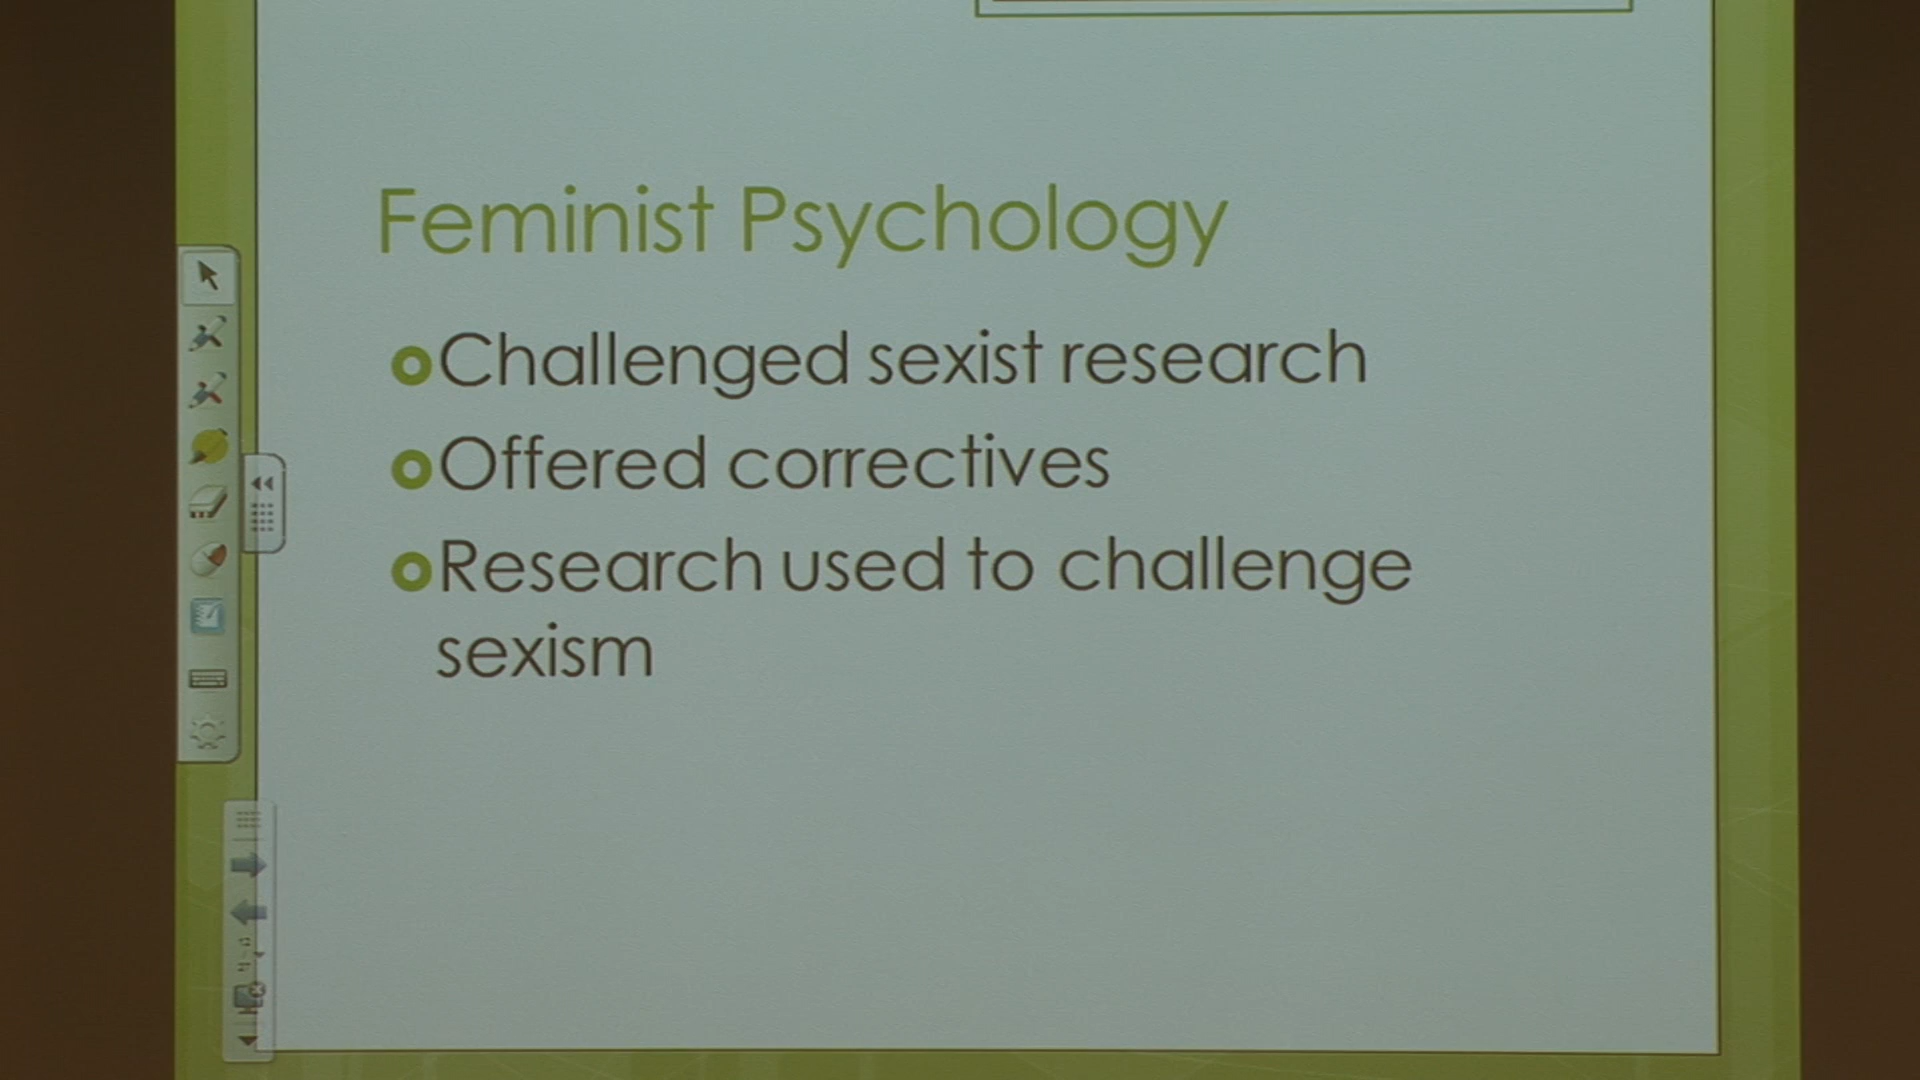 Feminist Psychology
Challenged sexist research
Offered correctives
Research used to challenge
sexism